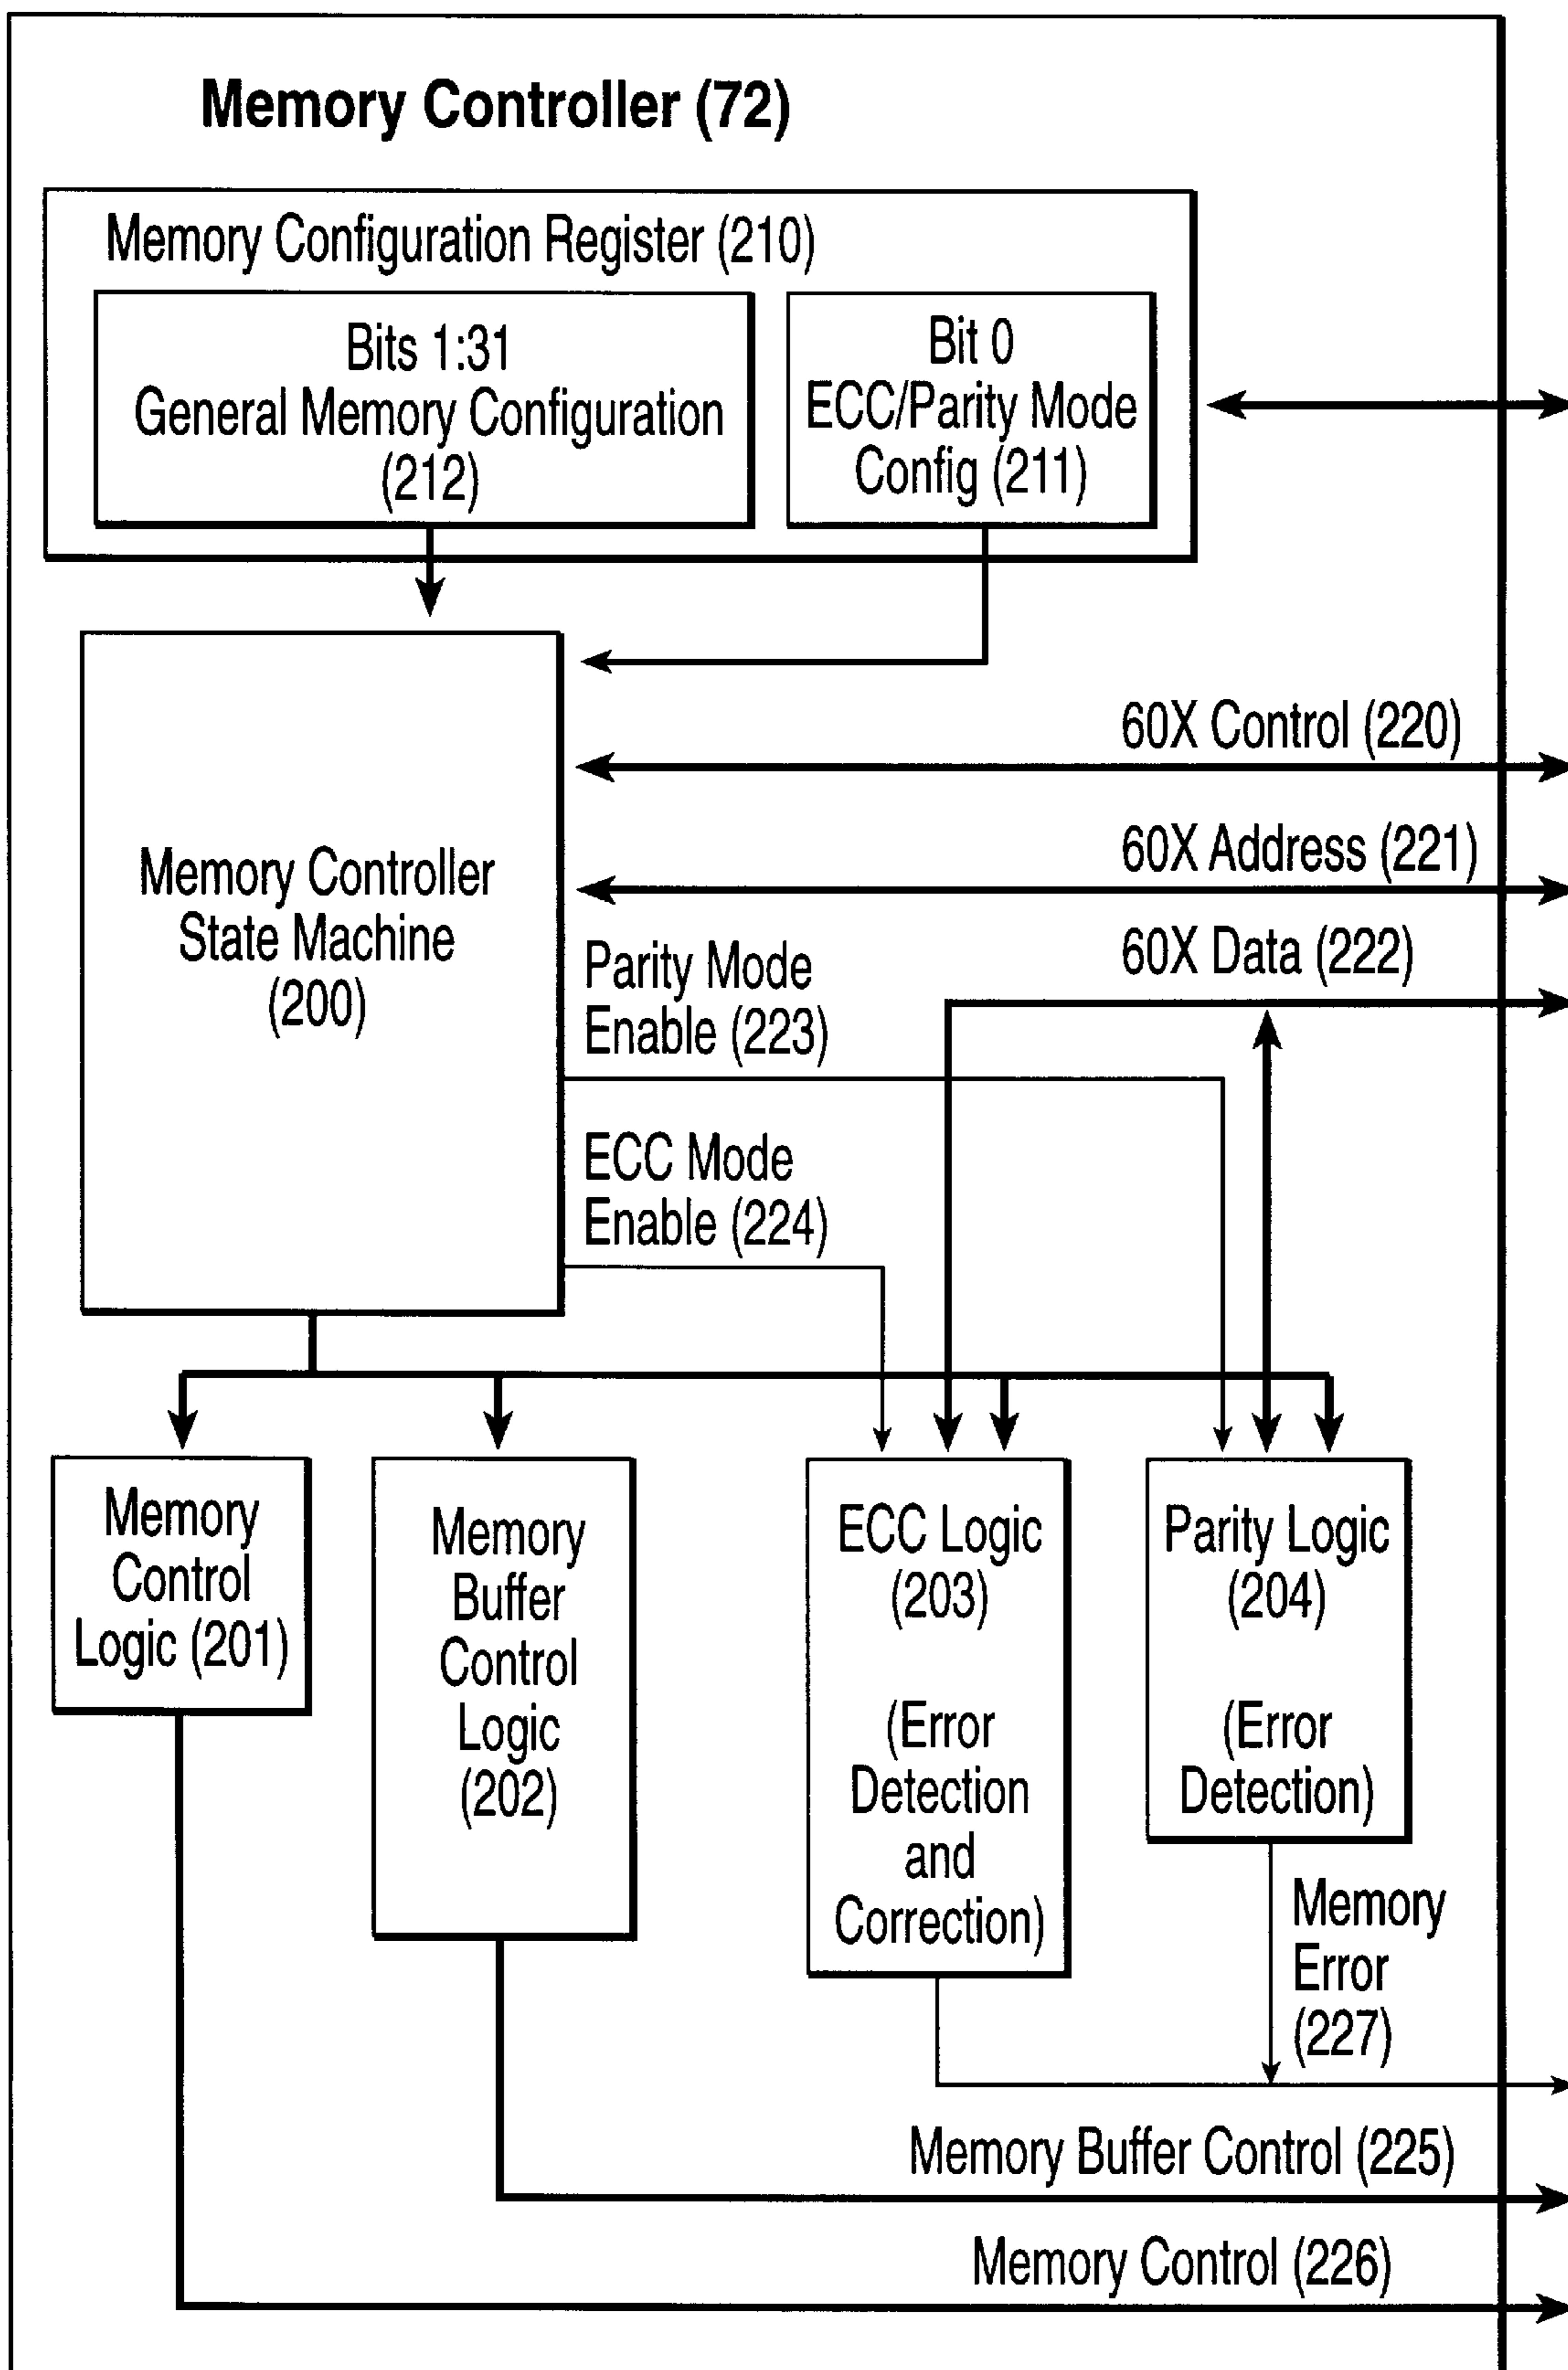 Memory Controller (72)
Memory Configuration Register (210)
Bits 1:31
General Memory Configuration
(212)
Bit 0
ECC/Parity Mode
Config (211)
60X Control (220)
60X Address (221)
60X Data (222)
Memory Controller
State Machine
(200)
Parity Mode
Enable (223)
ECC Mode
Enable (224)
Memory
Control
Logic (201)
Memory
Buffer
Control
Logic
(202)
ECC Logic
(203)
(Error
Detection
and
Correction)
Parity Logic
(204)
(Error
Detection)
Memory
Error
(227)
Memory Buffer Control (225)
Memory Control (226)